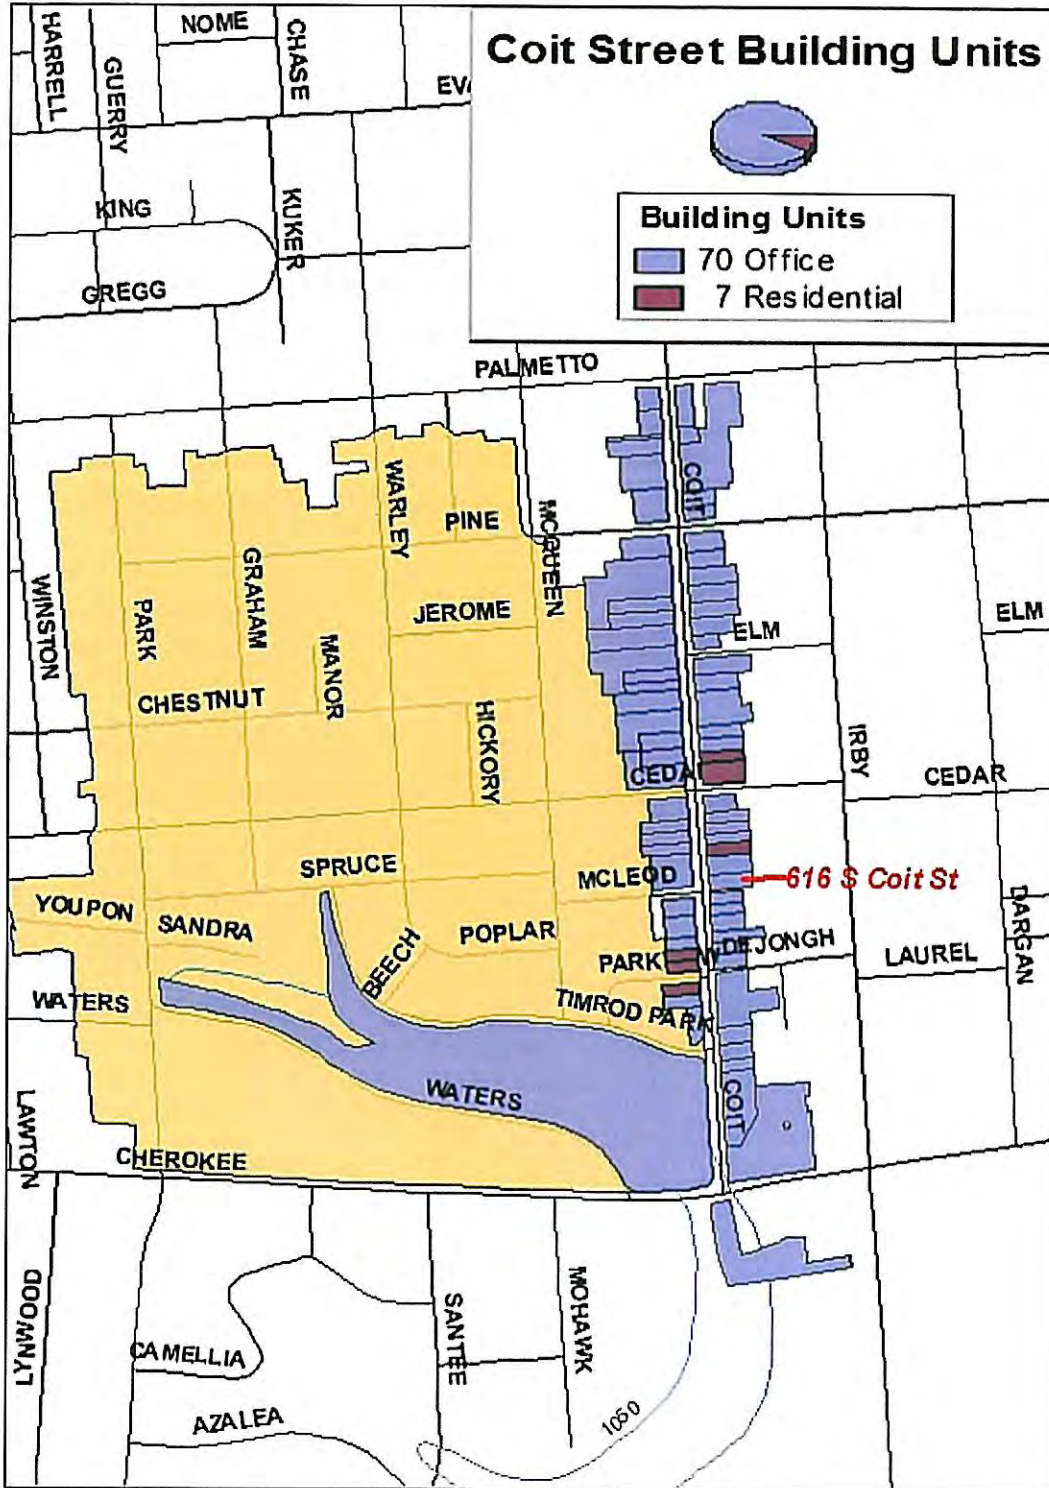 Coit Street Building Units
Building Units
70 Office
7 Residential
HARRELL
GUERRY
NOME
CHASE
EVA
KING
KUKER
GREGG
PALMETTO
WARLEY
PINE
MCQUEEN
COIT
WINSTON
PARK
GRAHAM
MANOR
JEROME
ELM
ELM
CHESTNUT
HICKORY
IRBY
CEDA
CEDAR
SPRUCE
MCLEOD
616 S Coit St
YOUPON
SANDRA
BEECH
POPLAR
PARK
DEJONGH
LAUREL
DARGAN
WATERS
TIMROD PARK
WATERS
COIT
LAWTON
CHEROKEE
LYNWOOD
SANTEE
MOHAWK
CAMELLIA
AZALEA
1050